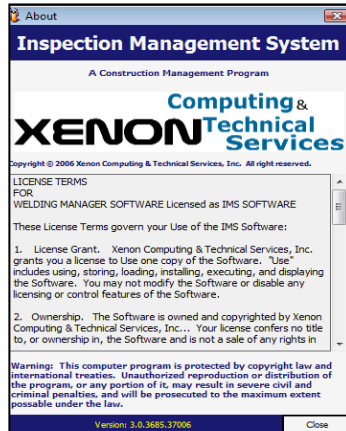 About
Inspection Management System
A Construction Management Program
Computing &
XENON Technical
Services
Copyright © 2006 Xenon Computing & Technical Services, Inc. All right reserved.
LICENSE TERMS
FOR
WELDING MANAGER SOFTWARE Licensed as IMS SOFTWARE
These License Terms govern your Use of the IMS Software:
1. License Grant. Xenon Computing & Technical Services, Inc.
grants you a license to Use one copy of the Software. "Use"
includes using, storing, loading, installing, executing, and displaying
the Software. You may not modify the Software or disable any
licensing or control features of the Software.
2. Ownership. The Software is owned and copyrighted by Xenon
Computing & Technical Services, Inc... Your license confers no title
to, or ownership in, the Software and is not a sale of any rights in
Warning: This computer program is protected by copyright law and
international treaties. Unauthorized reproduction or distribution of
the program, or any portion of it, may result in severe civil and
criminal penalties, and will be prosecuted to the maximum extent
possable under the law.
Version: 3.0.3685.37006
Close